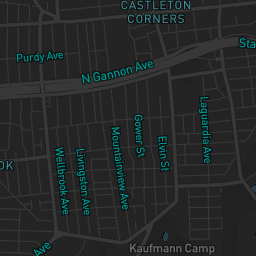 CASTLETON
CORNERS
Purdy Ave
N Gannon Ave
Sta
Laguardia Ave
Gower St
Elvin St
Mountainview Ave
Livingston Ave
Wellbrook Ave
OK
Ave
Kaufmann Camp